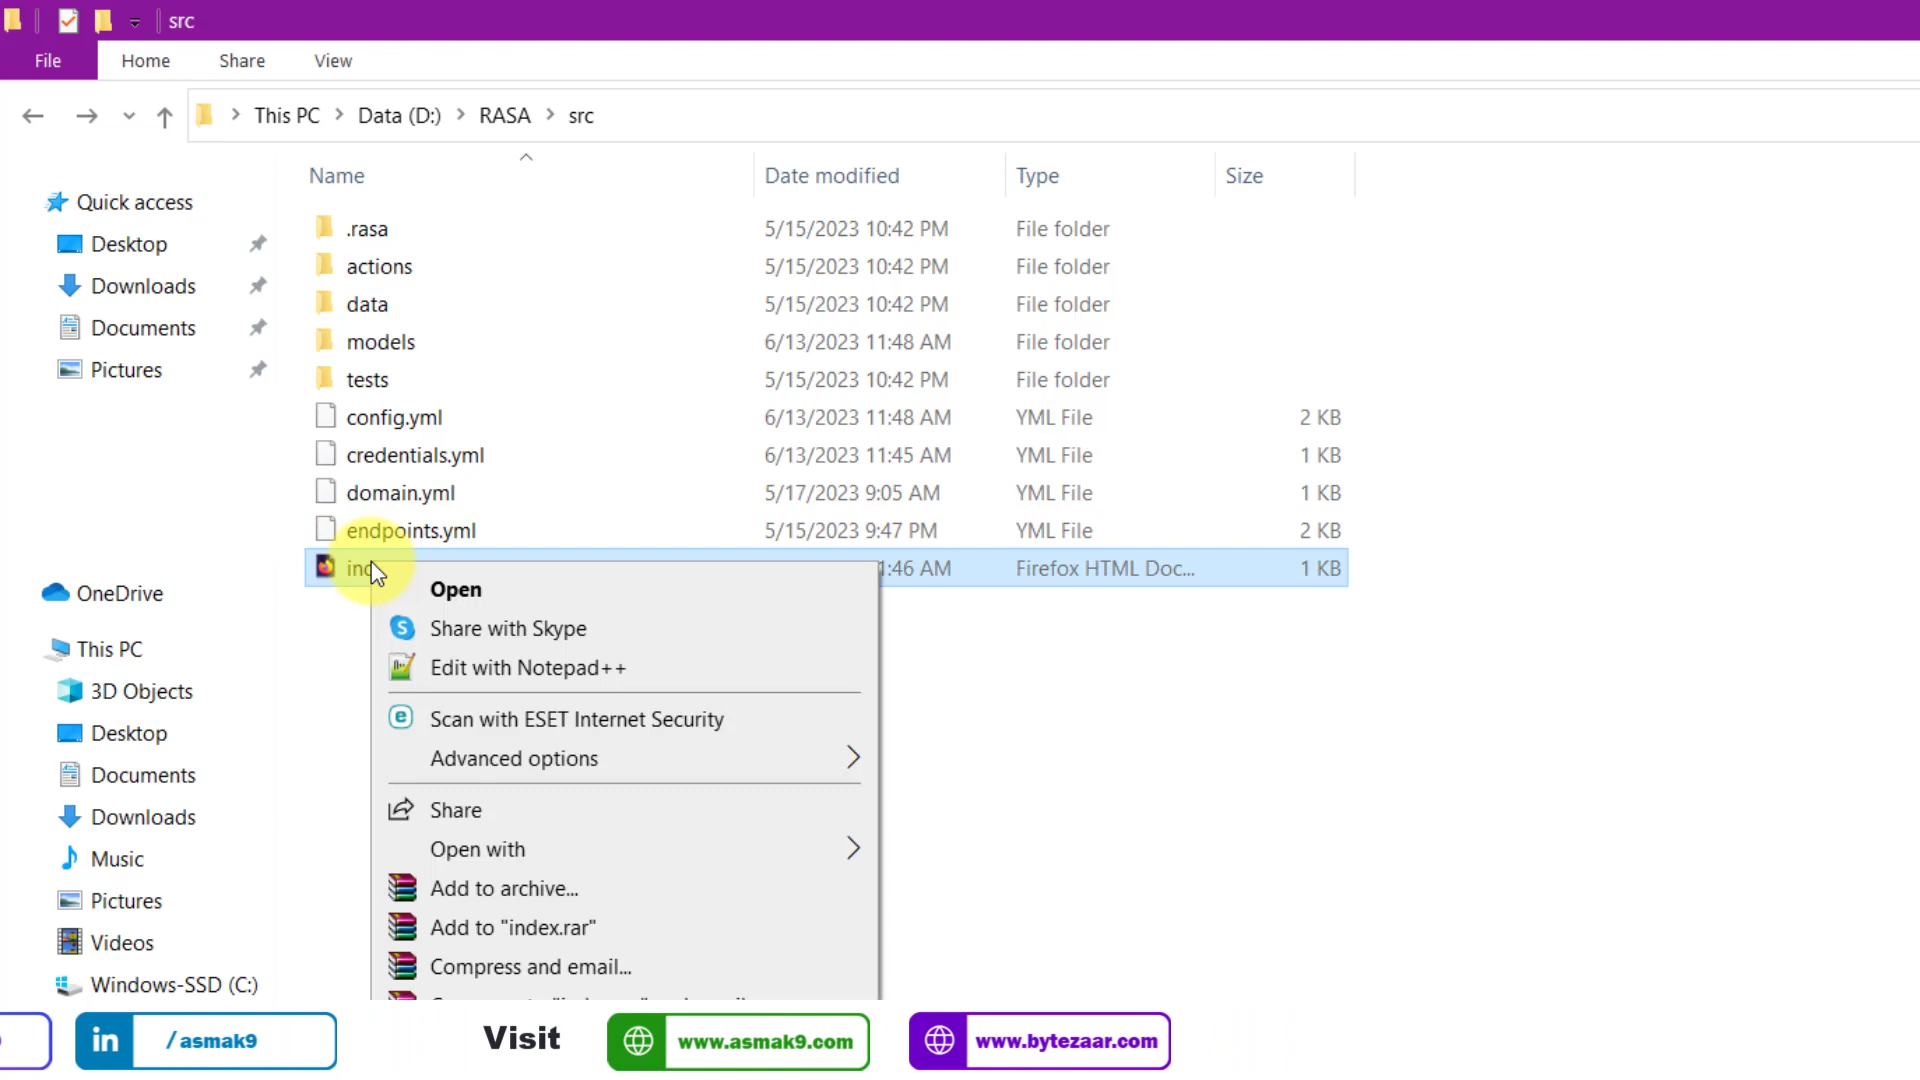 src
File Home Share View
This PC Data (D:) RASA src
Name Date modified Type Size
Quick access
Desktop
Downloads
Documents
Pictures
OneDrive
This PC
3D Objects
Desktop
Documents
Downloads
Music
Pictures
Videos
Windows-SSD (C:)
.rasa 5/15/2023 10:42 PM File folder
actions 5/15/2023 10:42 PM File folder
data 5/15/2023 10:42 PM File folder
models 6/13/2023 11:48 AM File folder
tests 5/15/2023 10:42 PM File folder
config.yml 6/13/2023 11:48 AM YML File 2 KB
credentials.yml 6/13/2023 11:45 AM YML File 1 KB
domain.yml 5/17/2023 9:05 AM YML File 1 KB
endpoints.yml 5/15/2023 9:47 PM YML File 2 KB
1:46 AM Firefox HTML Doc... 1 KB
Open
Share with Skype
Edit with Notepad++
Scan with ESET Internet Security
Advanced options
Share
Open with
Add to archive...
Add to "index.rar"
Compress and email...
in /asmak9 Visit www.asmak9.com www.bytezaar.com